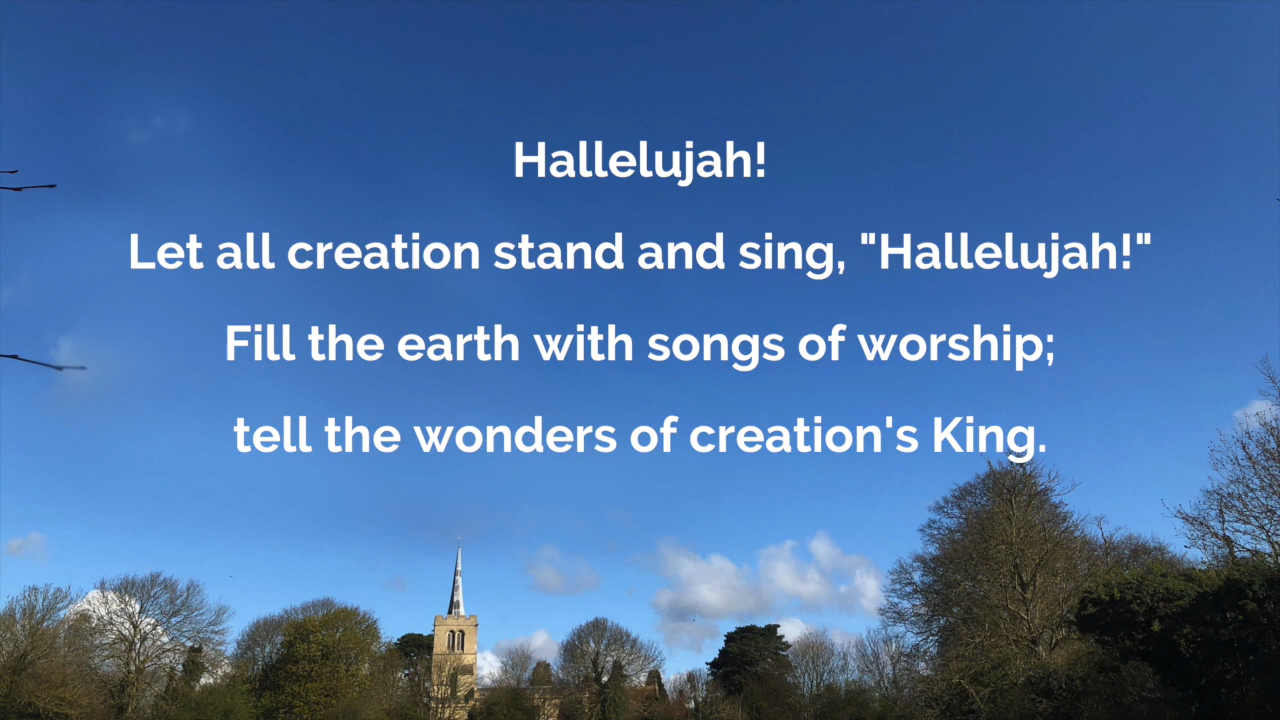 Hallelujah!
Let all creation stand and sing, "Hallelujah!"
Fill the earth with songs of worship;
tell the wonders of creation's King.